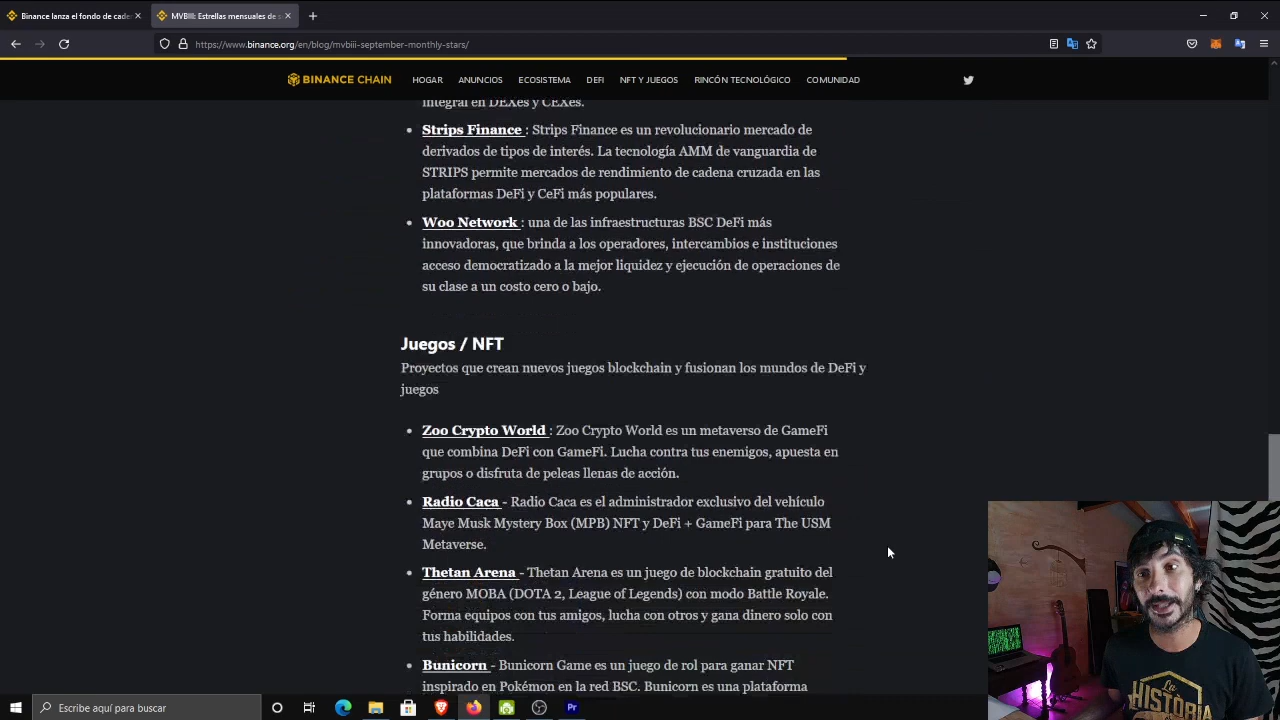 Binance lanza el fondo de cade
MVBIII: Estrellas mensuales de s
https://www.binance.org/en/blog/mvbiii-september-monthly-stars/
BINANCE CHAIN
HOGAR
ANUNCIOS
ECOSISTEMA
DEFI
NFT Y JUEGOS
RINCÓN TECNOLÓGICO
COMUNIDAD
integral en DEXes y CEXes.
Strips Finance : Strips Finance es un revolucionario mercado de
derivados de tipos de interés. La tecnología AMM de vanguardia de
STRIPS permite mercados de rendimiento de cadena cruzada en las
plataformas DeFi y CeFi más populares.
Woo Network : una de las infraestructuras BSC DeFi más
innovadoras, que brinda a los operadores, intercambios e instituciones
acceso democratizado a la mejor liquidez y ejecución de operaciones de
su clase a un costo cero o bajo.
Juegos / NFT
Proyectos que crean nuevos juegos blockchain y fusionan los mundos de DeFi y
juegos
Zoo Crypto World : Zoo Crypto World es un metaverso de GameFi
que combina DeFi con GameFi. Lucha contra tus enemigos, apuesta en
grupos o disfruta de peleas llenas de acción.
Radio Caca - Radio Caca es el administrador exclusivo del vehículo
Maye Musk Mystery Box (MPB) NFT y DeFi + GameFi para The USM
Metaverse.
Thetan Arena - Thetan Arena es un juego de blockchain gratuito del
género MOBA (DOTA 2, League of Legends) con modo Battle Royale.
Forma equipos con tus amigos, lucha con otros y gana dinero solo con
tus habilidades.
Bunicorn - Bunicorn Game es un juego de rol para ganar NFT
inspirado en Pokémon en la red BSC. Bunicorn es una plataforma
La
HISTÒRIA
Escribe aquí para buscar
Pr